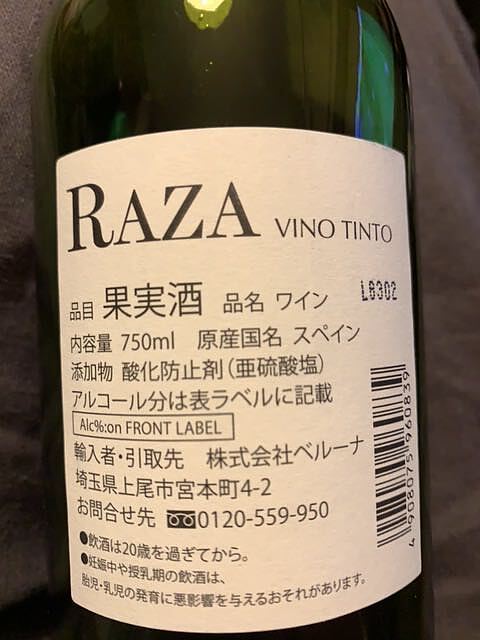 RAZA VINO TINTO
L8302
品目 果実酒 品名 ワイン
内容量 750ml 原産国名 スペイン
添加物 酸化防止剤(亜硫酸塩)
アルコール分は表ラベルに記載
Alc%:on FRONT LABEL
輸入者・引取先 株式会社ベルーナ
埼玉県上尾市宮本町4-2
お問合せ先 0120-559-950
●飲酒は20歳を過ぎてから。
●妊娠中や授乳期の飲酒は、
胎児・乳児の発育に悪影響を与えるおそれがあります。
4 908075 960839